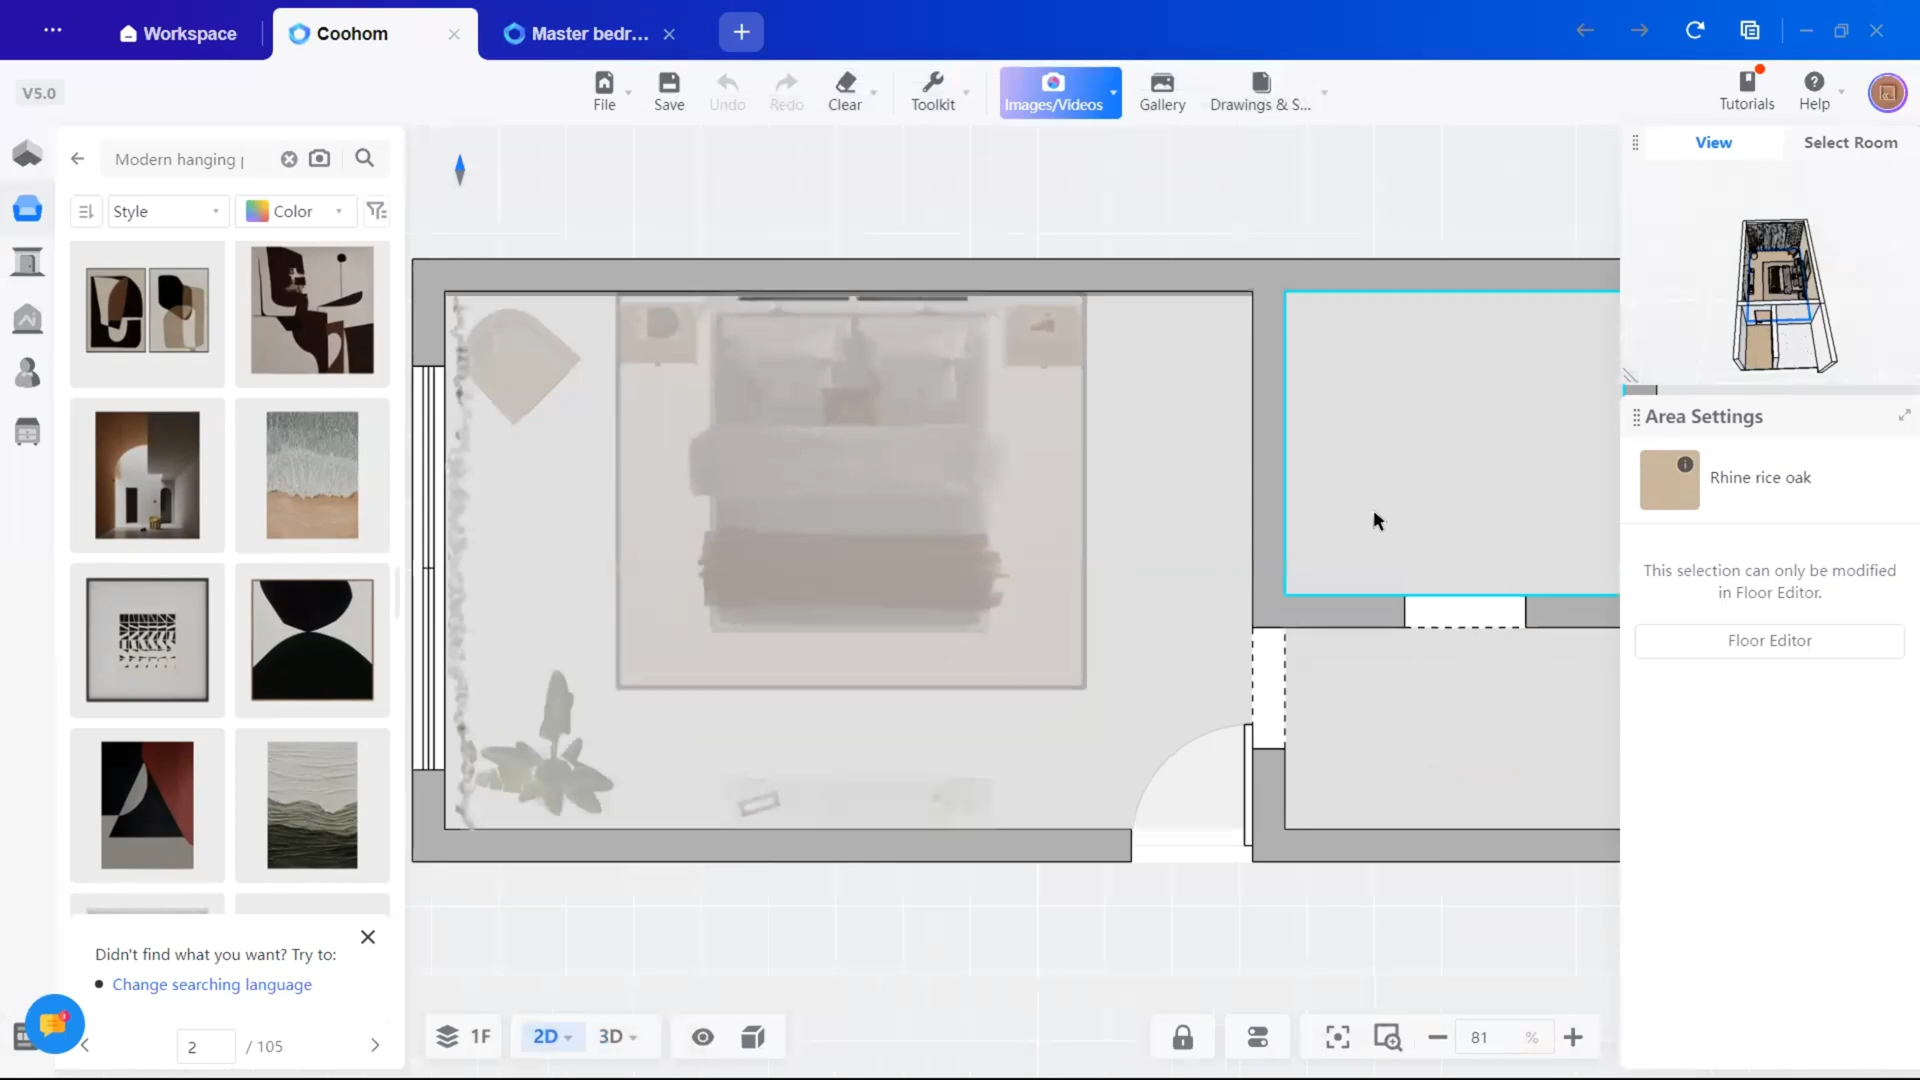 Workspace
Coohom
Master bedr...
V5.0
File
Save
Undo
Redo
Clear
Toolkit
Images/Videos
Gallery
Drawings & S...
Tutorials
Help
Modern hanging p
Style
Color
View
Select Room
Area Settings
Rhine rice oak
This selection can only be modified
in Floor Editor.
Floor Editor
Didn't find what you want? Try to:
Change searching language
2 / 105
1F
2D
3D
81 %